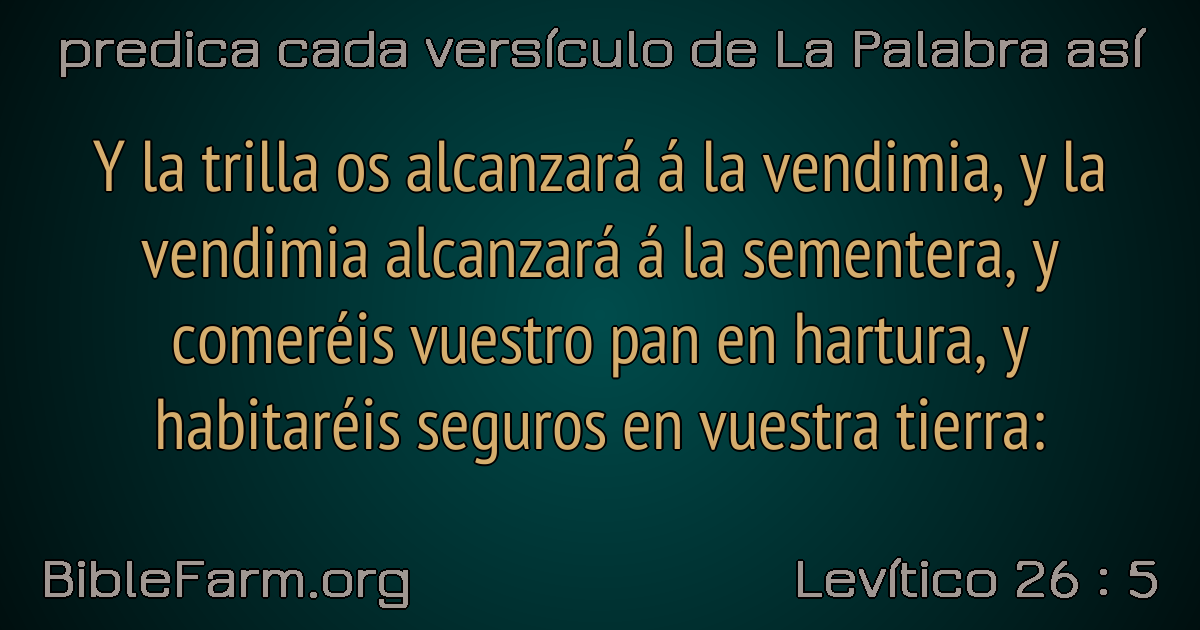 predica cada versículo de La Palabra así
Y la trilla os alcanzará á la vendimia, y la
vendimia alcanzará á la sementera, y
comeréis vuestro pan en hartura, y
habitaréis seguros en vuestra tierra:
BibleFarm.org
Levítico 26 : 5